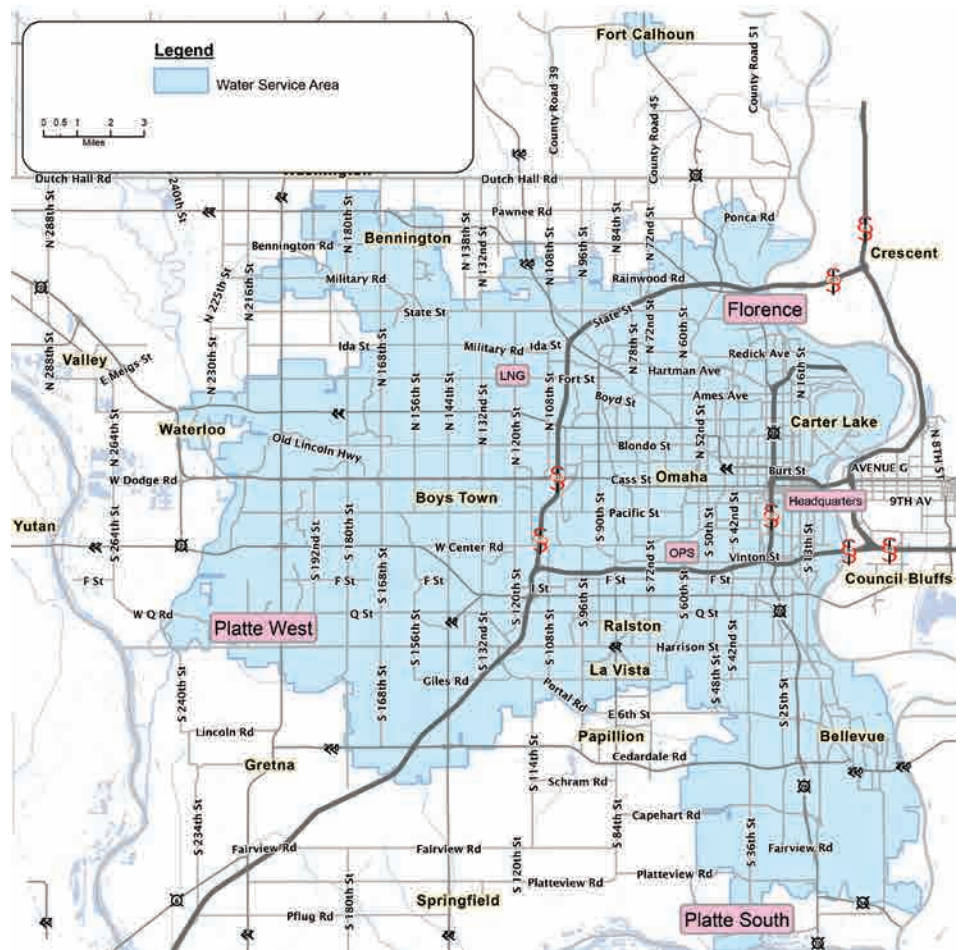 Legend
Water Service Area
0 0.5 1 2 3
Miles
Fort Calhoun
County Road 39
County Road 45
County Road 51
Dutch Hall Rd
240th St.
Dutch Hall Rd
N 288th St
N 180th St
N 138th St
N 132nd St
Pawnee Rd
N 108th St
N 96th St
N 84th St
N 72nd St
Ponca Rd
Bennington Rd
Bennington
Crescent
N 225th St
N 216th St
Military Rd
Rainwood Rd
State St
State St
Florence
Valley
N 288th St
E Meigs St
N 230th St
Ida St
N 168th St
Military Rd
Ida St
N 78th St
N 72nd St
N 60th St
Redick Ave
N 16th St
LNG
Fort St
Hartman Ave
N 264th St
Waterloo
N 156th St
N 144th St
N 132nd St
N 120th St
N 108th St
Boyd St
Ames Ave
N 52nd St
Carter Lake
N 8TH ST
Old Lincoln Hwy
Blondo St
W Dodge Rd
Cass St
Omaha
Burt St
AVENUE G
Boys Town
Headquarters
9TH AV
Yutan
S 264th St
S 192nd St
S 180th St
S 90th St
Pacific St
S 50th St
S 42nd St
S 13th St
W Center Rd
OPS
Vinton St
F St
S 168th St
F St
F St
S 120th St
I St
F St
S 72nd St
F St
Council Bluffs
W Q Rd
Q St
S 96th St
S 60th St
Q St
Platte West
S 156th St
S 132nd St
S 108th St
Ralston
Harrison St
S 42nd St
La Vista
S 240th St
S 168th St
Giles Rd
Portal Rd
S 48th St
S 25th St
E 6th St
Lincoln Rd
Papillion
Bellevue
Gretna
Cedardale Rd
S 114th St
Schram Rd
S 234th St
S 84th St
Capehart Rd
S 36th St
Fairview Rd
Fairview Rd
Fairview Rd
S 120th St
Platteview Rd
Platteview Rd
S 180th St
Springfield
Pflug Rd
Platte South